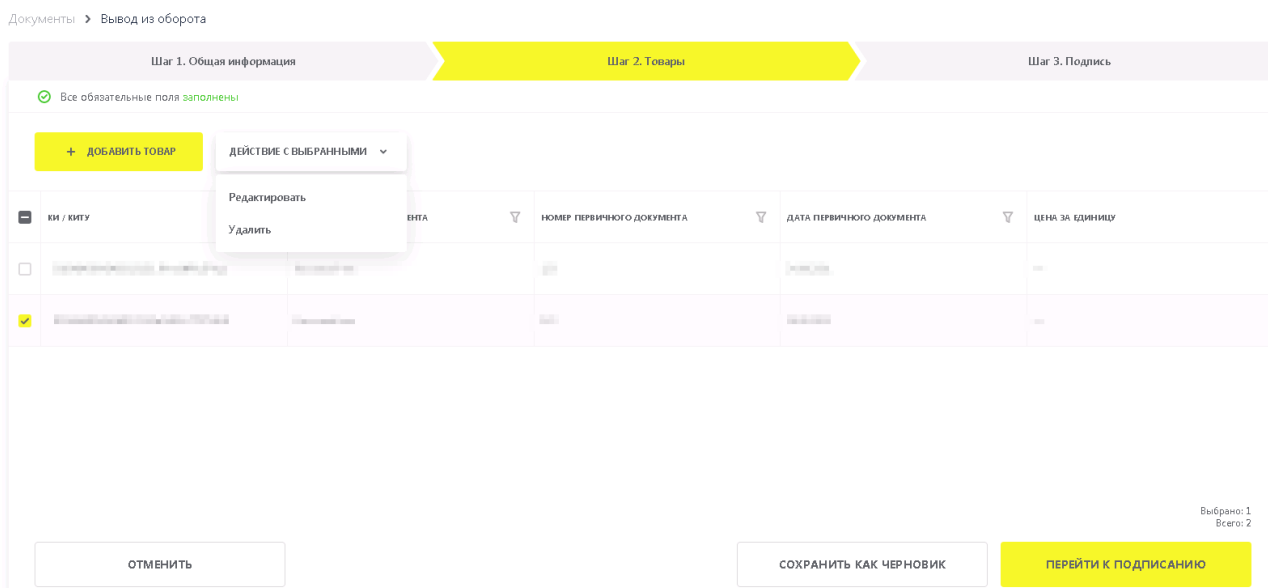 Документы > Вывод из оборота
Шаг 1. Общая информация
Шаг 2. Товары
Шаг 3. Подпись
Все обязательные поля заполнены
+ ДОБАВИТЬ ТОВАР
ДЕЙСТВИЕ С ВЫБРАННЫМИ
Редактировать
Удалить
КИ / КИТУ
ЕНТА
НОМЕР ПЕРВИЧНОГО ДОКУМЕНТА
ДАТА ПЕРВИЧНОГО ДОКУМЕНТА
ЦЕНА ЗА ЕДИНИЦУ
Выбрано: 1
Всего: 2
ОТМЕНИТЬ
СОХРАНИТЬ КАК ЧЕРНОВИК
ПЕРЕЙТИ К ПОДПИСАНИЮ